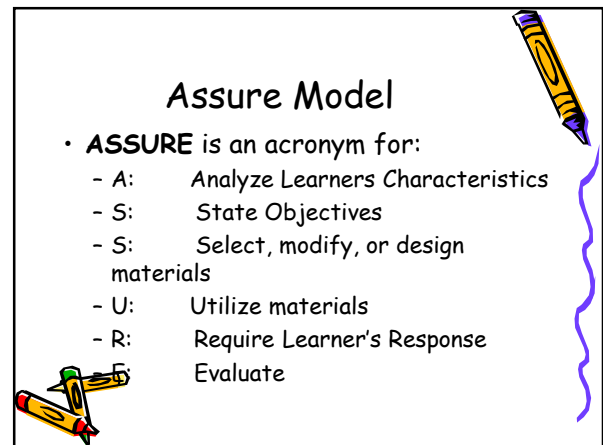 Assure Model
• ASSURE is an acronym for:
– A: Analyze Learners Characteristics
– S: State Objectives
– S: Select, modify, or design
materials
– U: Utilize materials
– R: Require Learner's Response
– E: Evaluate